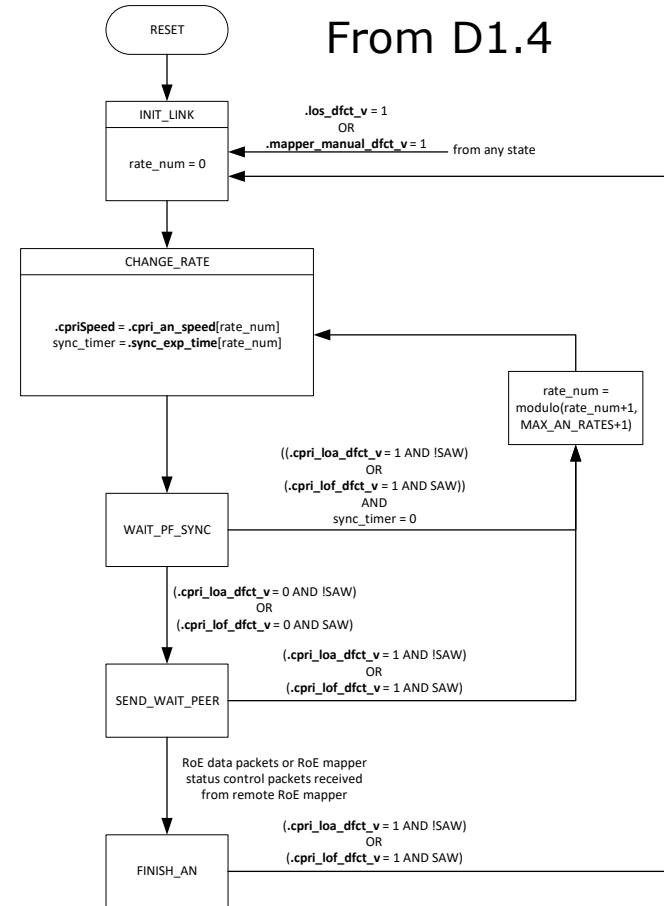 From D1.4
RESET
INIT_LINK
rate_num = 0
.los_dfct_v = 1
OR
.mapper_manual_dfct_v = 1
from any state
CHANGE_RATE
.cpriSpeed = .cpri_an_speed[rate_num]
sync_timer = .sync_exp_time[rate_num]
rate_num =
modulo(rate_num+1,
MAX_AN_RATES+1)
((.cpri_loa_dfct_v = 1 AND !SAW)
OR
(.cpri_lof_dfct_v = 1 AND SAW))
AND
sync_timer = 0
WAIT_PF_SYNC
(.cpri_loa_dfct_v = 0 AND !SAW)
OR
(.cpri_lof_dfct_v = 0 AND SAW)
(.cpri_loa_dfct_v = 1 AND !SAW)
OR
(.cpri_lof_dfct_v = 1 AND SAW)
SEND_WAIT_PEER
RoE data packets or RoE mapper
status control packets received
from remote RoE mapper
(.cpri_loa_dfct_v = 1 AND !SAW)
OR
(.cpri_lof_dfct_v = 1 AND SAW)
FINISH_AN